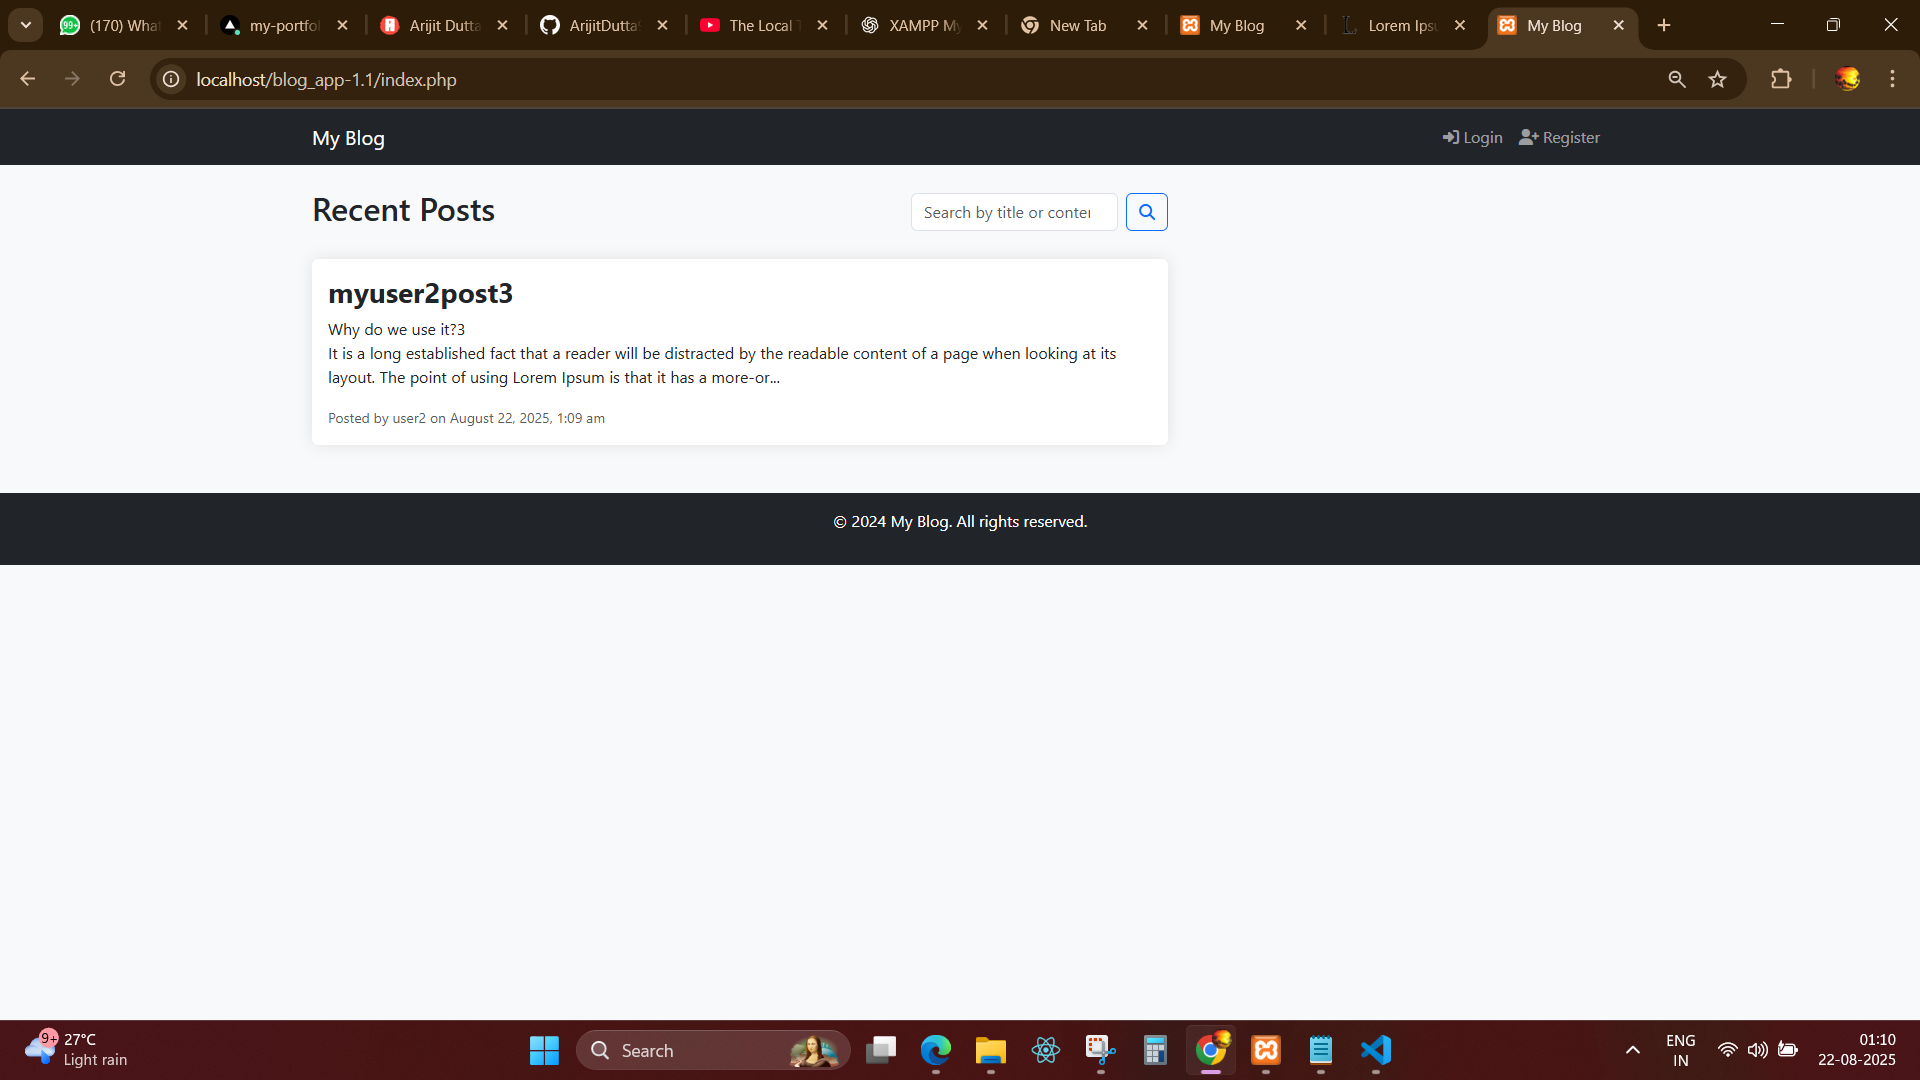 (170) What
my-portfol
Arijit Dutta
ArijitDutta
The Local T
XAMPP My
New Tab
My Blog
Lorem Ipsu
My Blog
localhost/blog_app-1.1/index.php
My Blog
Login
Register
Recent Posts
Search by title or conter
myuser2post3
Why do we use it?3
It is a long established fact that a reader will be distracted by the readable content of a page when looking at its
layout. The point of using Lorem Ipsum is that it has a more-or...
Posted by user2 on August 22, 2025, 1:09 am
© 2024 My Blog. All rights reserved.
9+
27°C
Light rain
Search
ENG
IN
01:10
22-08-2025